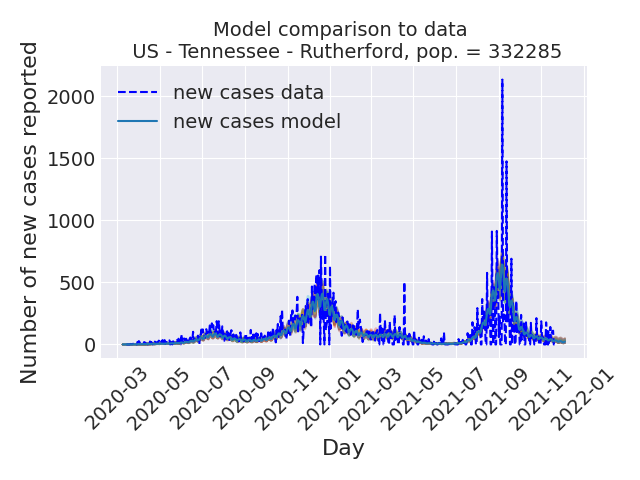 Model comparison to data
US - Tennessee - Rutherford, pop. = 332285
Number of new cases reported
2000
1500
1000
500
0
new cases data
new cases model
2020-03
2020-05
2020-07
2020-09
2020-11
2021-01
2021-03
2021-05
2021-07
2021-09
2021-11
2022-01
Day